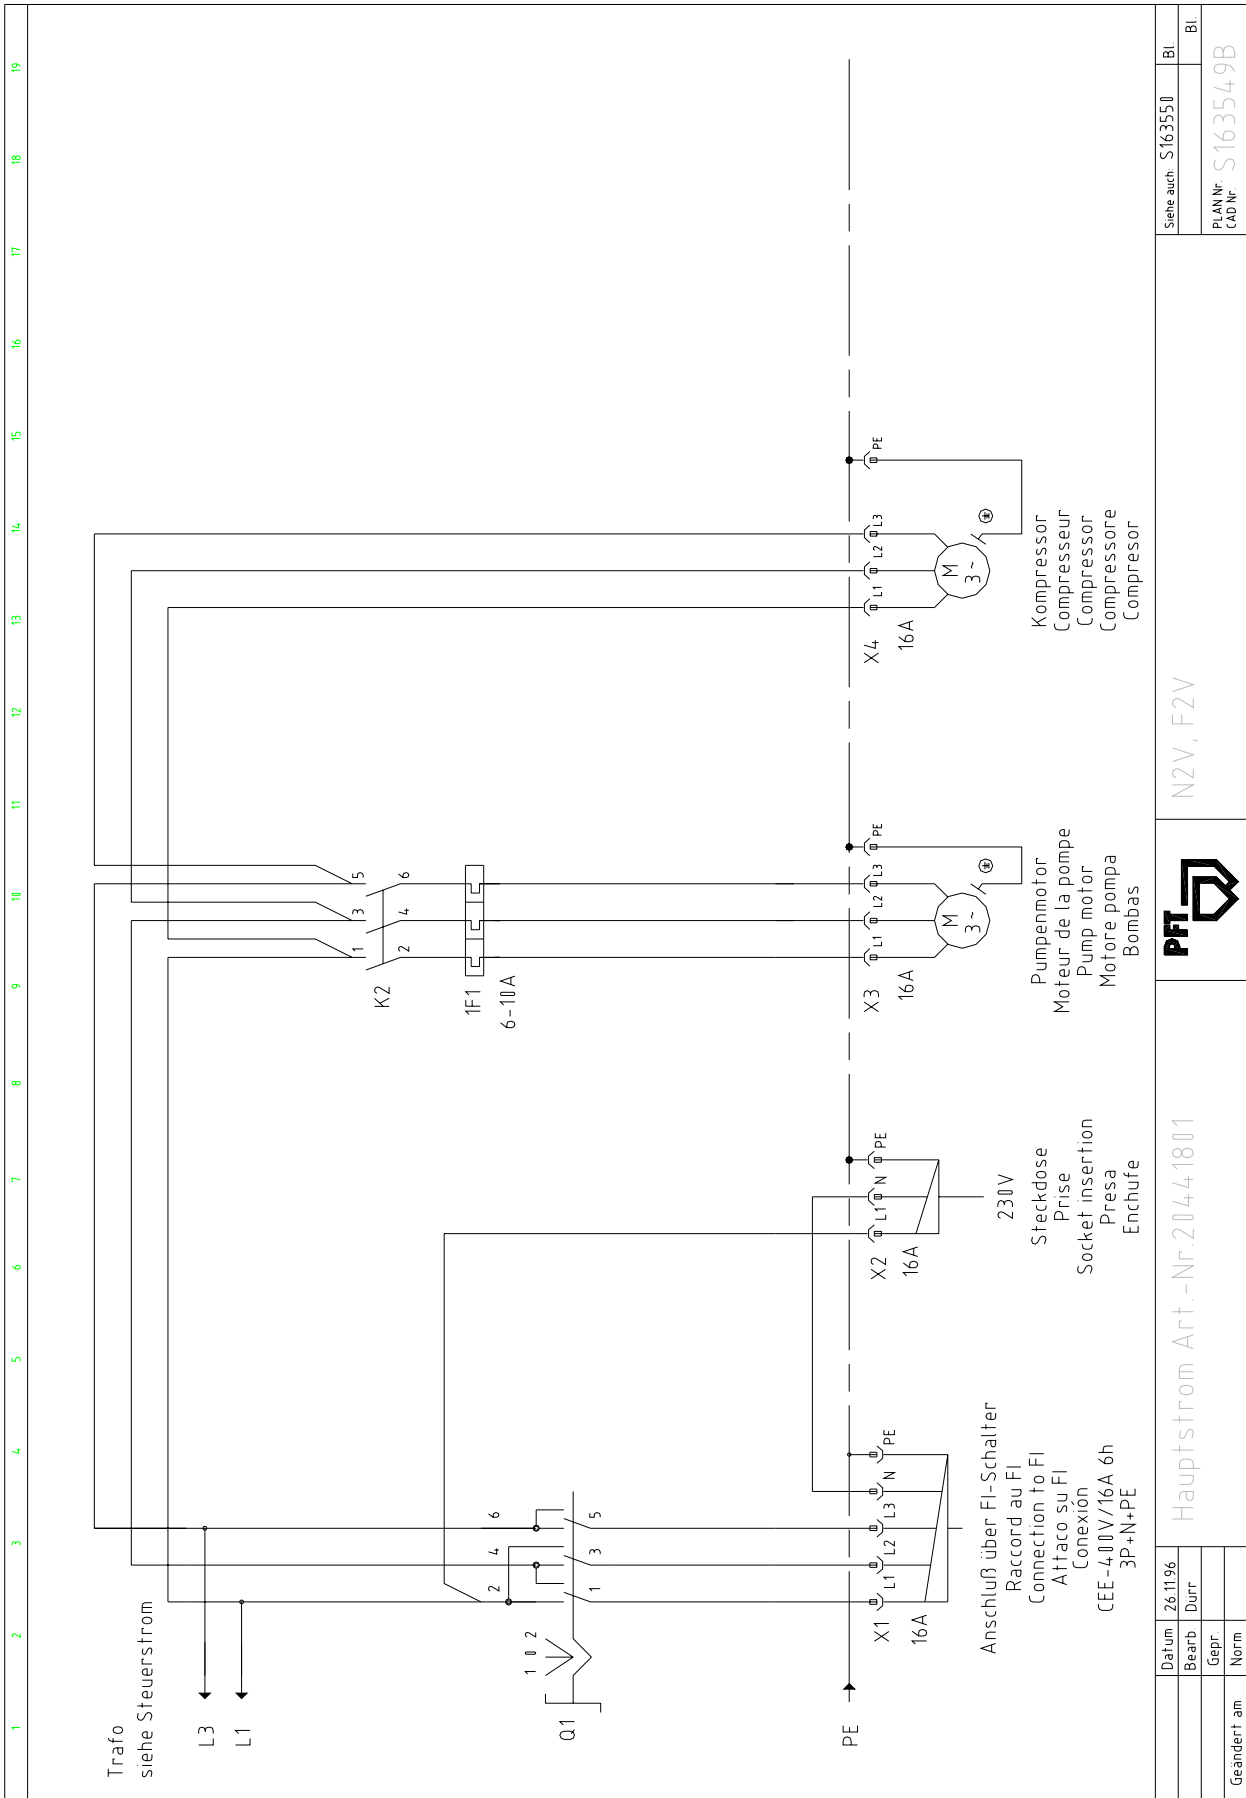 1 2 3 4 5 6 7 8 9 10 11 12 13 14 15 16 17 18 19
Trafo
siehe Steuerstrom
L3
L1
Q1
1 0 2
2 4 6
1 3 5
PE
X1 L1 L2 L3 N PE
16A
Anschluß über FI-Schalter
Raccord au FI
Connection to FI
Attaco su FI
Conexión
CEE-400V/16A 6h
3P+N+PE
X2 L1 N PE
16A
230V
Steckdose
Prise
Socket insertion
Presa
Enchufe
K2
1 3 5
2 4 6
1F1
6-10A
X3 L1 L2 L3 PE
16A
M
3~
Pumpenmotor
Moteur de la pompe
Pump motor
Motore pompa
Bombas
X4 L1 L2 L3 PE
16A
M
3~
Kompressor
Compresseur
Compressor
Compressore
Compresor
Geändert am
Datum 26.11.96
Bearb. Dürr
Gepr.
Norm
Hauptstrom Art.-Nr.20441801
PFT
N2V, F2V
Siehe auch: S163550 Bl.
Bl.
PLAN Nr.
CAD Nr. S163549B